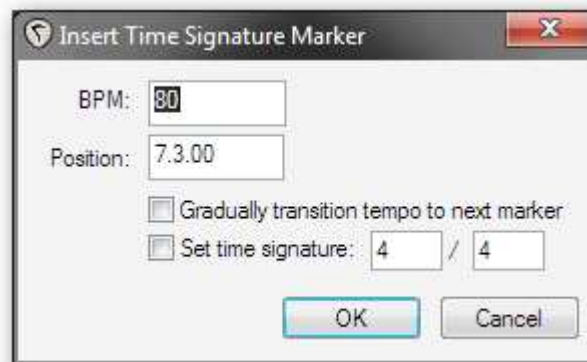 Insert Time Signature Marker
BPM: 80
Position: 7.3.00
Gradually transition tempo to next marker
Set time signature: 4 / 4
OK Cancel